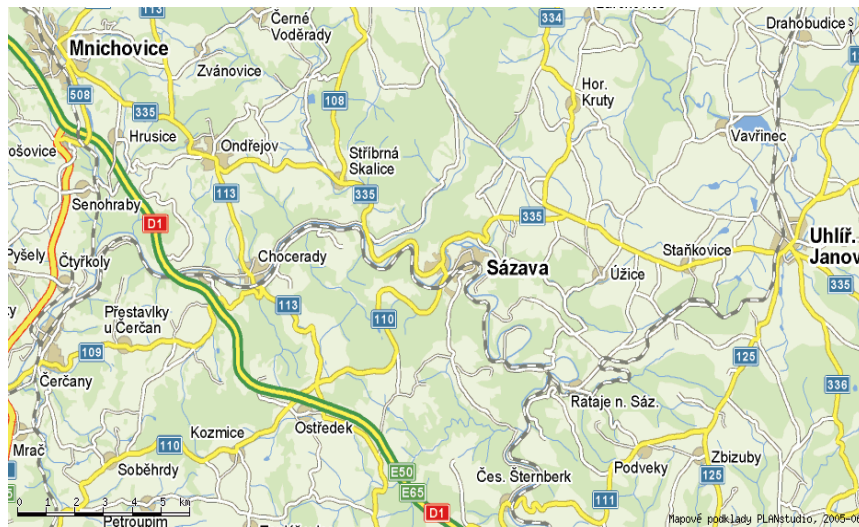 113
Černé
Voděrady
334
Drahobudice
S
Mnichovice
Zvánovice
508
335
108
Hor.
Kruty
Hrusice
Ondřejov
Vavřinec
Stříbrná
Skalice
Senohraby
113
335
D1
335
Uhlíř.
Janov
Pyšely
Čtyřkoly
Chocerady
Sázava
Staňkovice
Úžice
335
113
Přestavlky
u Čerčan
110
109
125
336
Čerčany
Rataje n. Sáz.
Ostředek
Kozmice
Mrač
110
Soběhrdy
E50
Čes. Šternberk
Podveky
Zbizuby
125
E65
111
D1
0 1 2 3 4 5 km
Petroupim
Mapové podklady PLANstudio, 2005-0